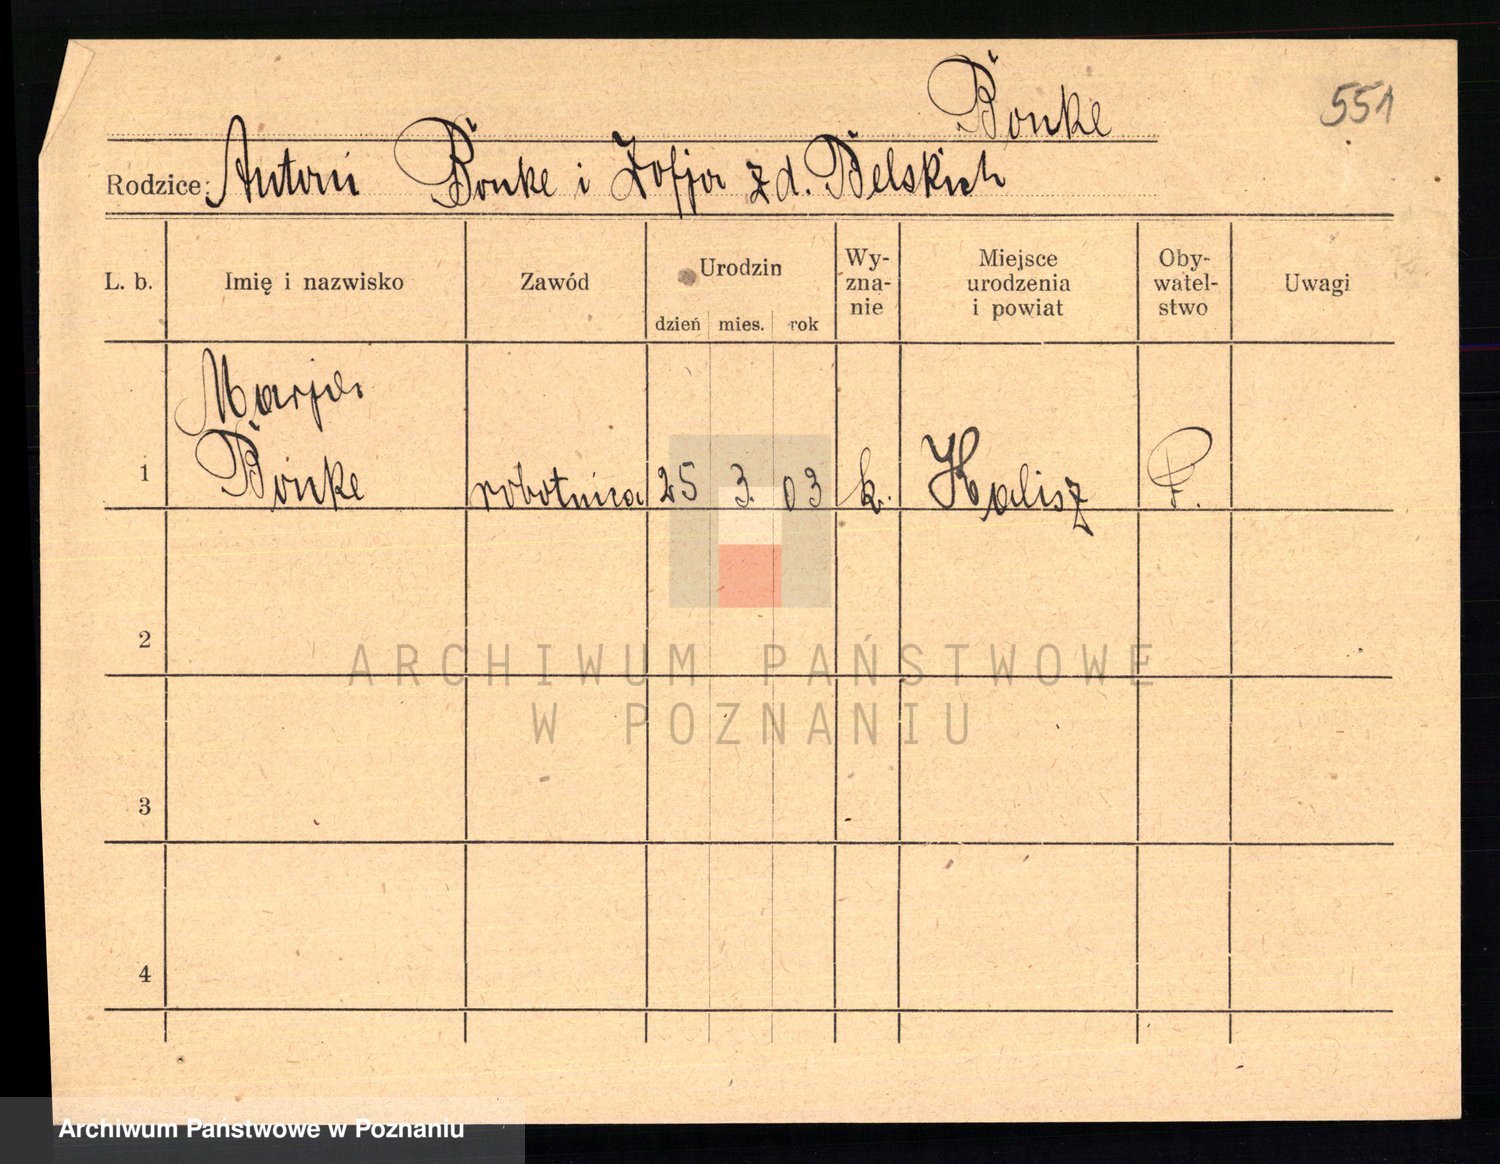 Bonke
551
Rodzice: Antoni Bonke i Zofja z d. Belskich
L. b.
Imię i nazwisko
Zawód
Urodzin
dzień mies. rok
Wy-
zna-
nie
Miejsce
urodzenia
i powiat
Oby-
watel-
stwo
Uwagi
1
Marja
Bonke
robotnica
25 3. 03
k.
Kalisz
P.
2
3
4
ARCHIWUM PAŃSTWOWE
W POZNANIU
Archiwum Państwowe w Poznaniu